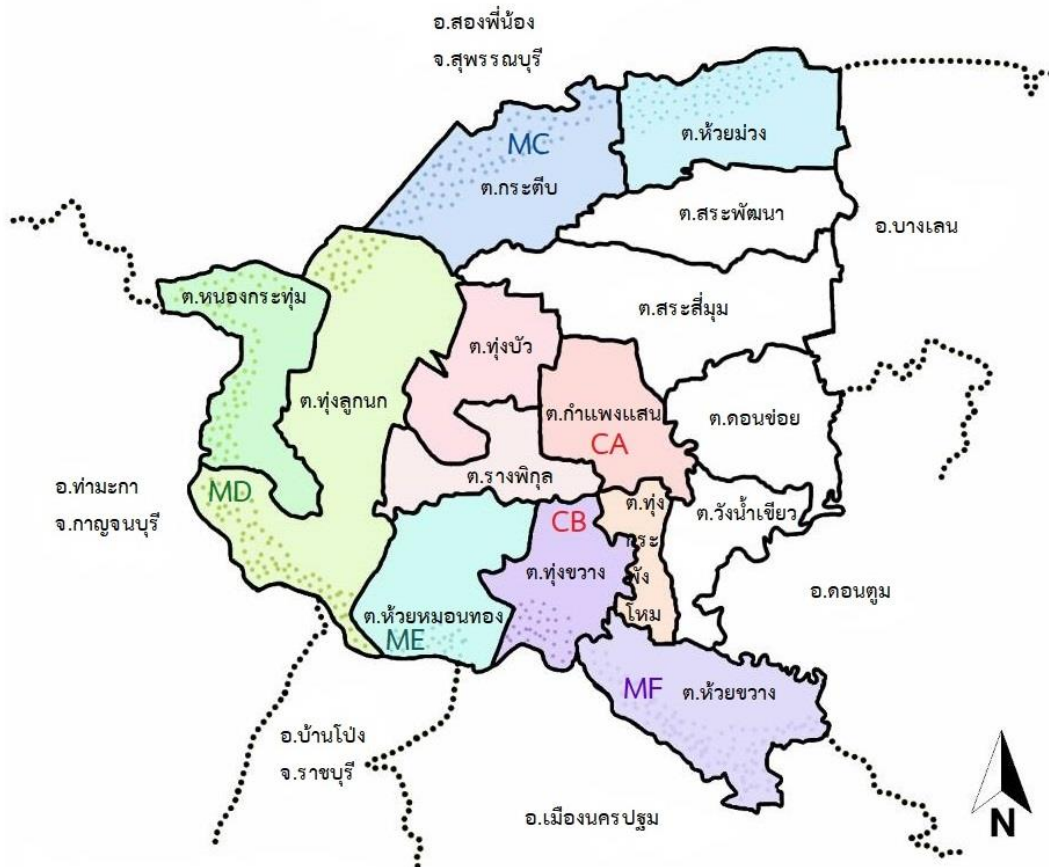 อ.สองพี่น้อง
จ.สุพรรณบุรี
MC
ต.ห้วยม่วง
ต.กระตีบ
ต.สระพัฒนา
อ.บางเลน
ต.หนองกระทุ่ม
ต.สระสี่มุม
ต.ทุ่งบัว
ต.ทุ่งลูกนก
ต.กำแพงแสน
ต.ดอนข่อย
CA
ต.รางพิกุล
อ.ท่ามะกา
จ.กาญจนบุรี
MD
ต.ทุ่ง
กระ
พัง
โหม
ต.วังน้ำเขียว
CB
ต.ทุ่งขวาง
อ.ดอนตูม
ต.ห้วยหมอนทอง
ME
MF
ต.ห้วยขวาง
อ.บ้านโป่ง
จ.ราชบุรี
อ.เมืองนครปฐม
N